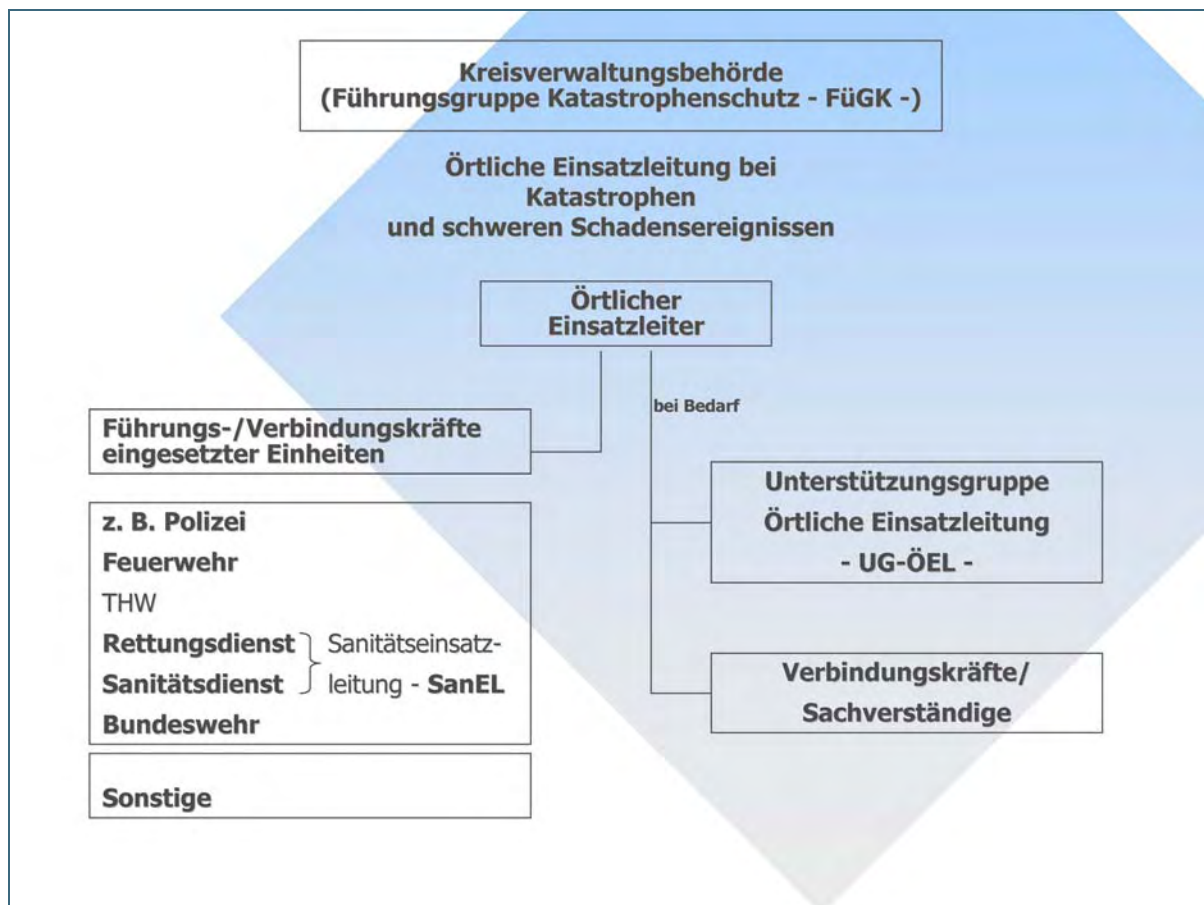 Kreisverwaltungsbehörde
(Führungsgruppe Katastrophenschutz - FüGK -)
Örtliche Einsatzleitung bei
Katastrophen
und schweren Schadensereignissen
Örtlicher
Einsatzleiter
bei Bedarf
Führungs-/Verbindungskräfte
eingesetzter Einheiten
z. B. Polizei
Feuerwehr
THW
Rettungsdienst Sanitätseinsatz-
Sanitätsdienst leitung - SanEL
Bundeswehr
Sonstige
Unterstützungsgruppe
Örtliche Einsatzleitung
- UG-ÖEL -
Verbindungskräfte/
Sachverständige